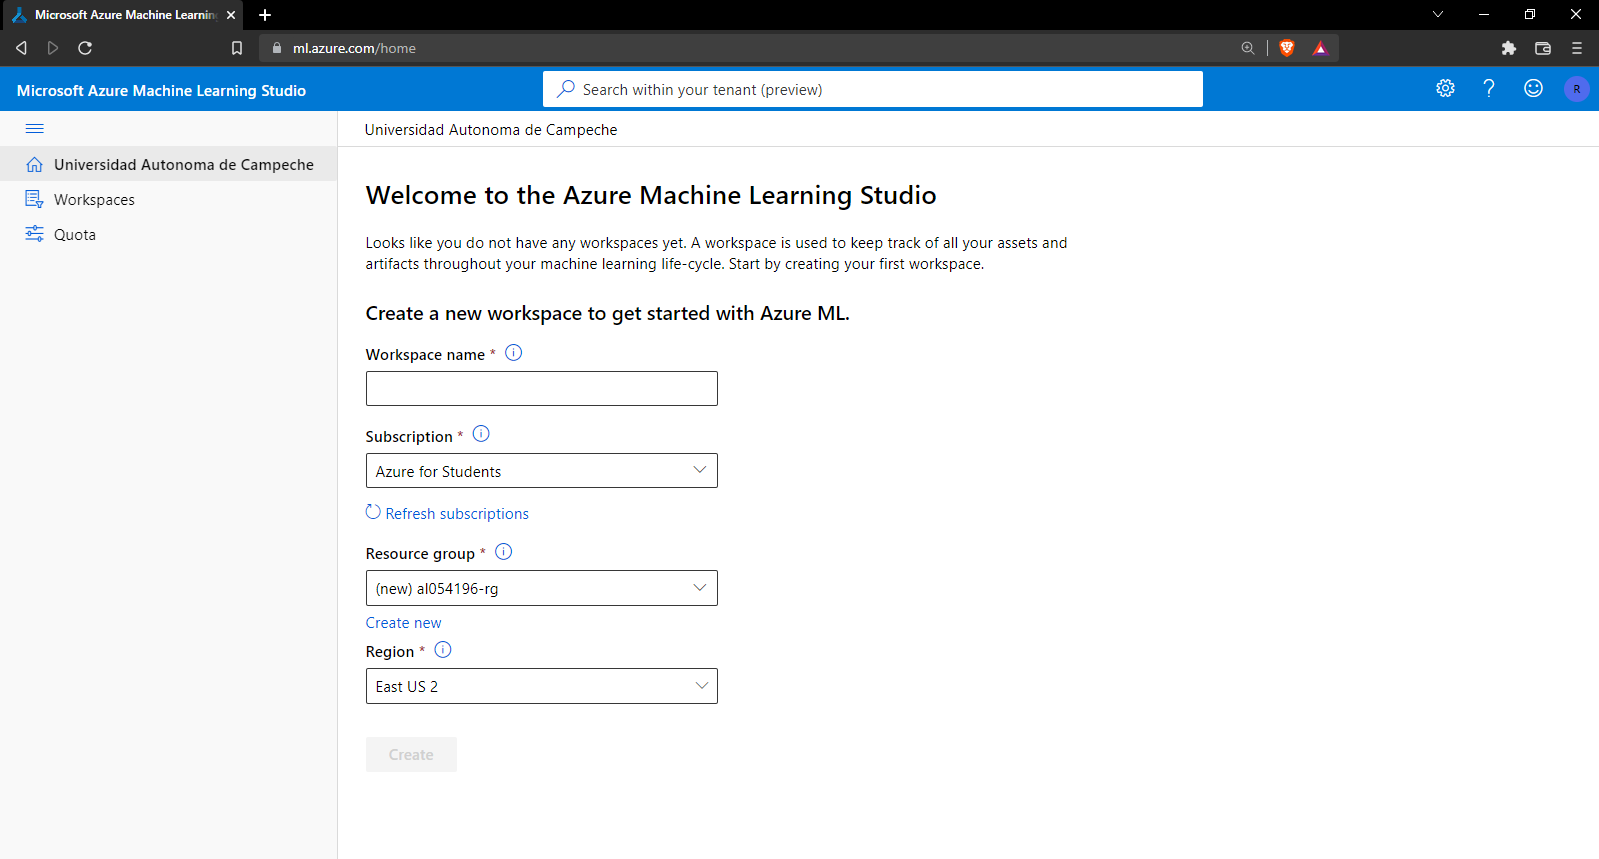 Microsoft Azure Machine Learning
ml.azure.com/home
Microsoft Azure Machine Learning Studio
Search within your tenant (preview)
R
Universidad Autonoma de Campeche
Workspaces
Quota
Universidad Autonoma de Campeche
Welcome to the Azure Machine Learning Studio
Looks like you do not have any workspaces yet. A workspace is used to keep track of all your assets and
artifacts throughout your machine learning life-cycle. Start by creating your first workspace.
Create a new workspace to get started with Azure ML.
Workspace name *
Subscription *
Azure for Students
Refresh subscriptions
Resource group *
(new) al054196-rg
Create new
Region *
East US 2
Create